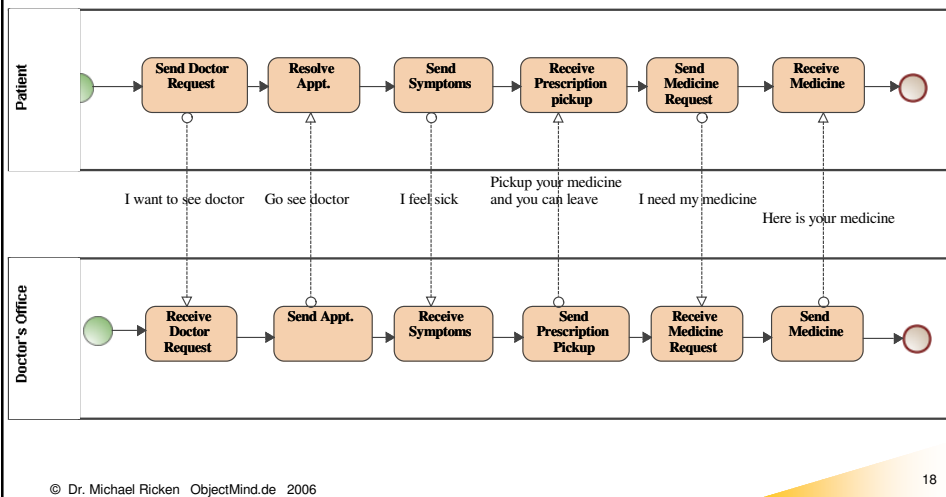 Patient
Send Doctor
Request
Resolve
Appt.
Send
Symptoms
Receive
Prescription
pickup
Send
Medicine
Request
Receive
Medicine
I want to see doctor
Go see doctor
I feel sick
Pickup your medicine
and you can leave
I need my medicine
Here is your medicine
Doctor's Office
Receive
Doctor
Request
Send Appt.
Receive
Symptoms
Send
Prescription
Pickup
Receive
Medicine
Request
Send
Medicine
© Dr. Michael Ricken ObjectMind.de 2006
18